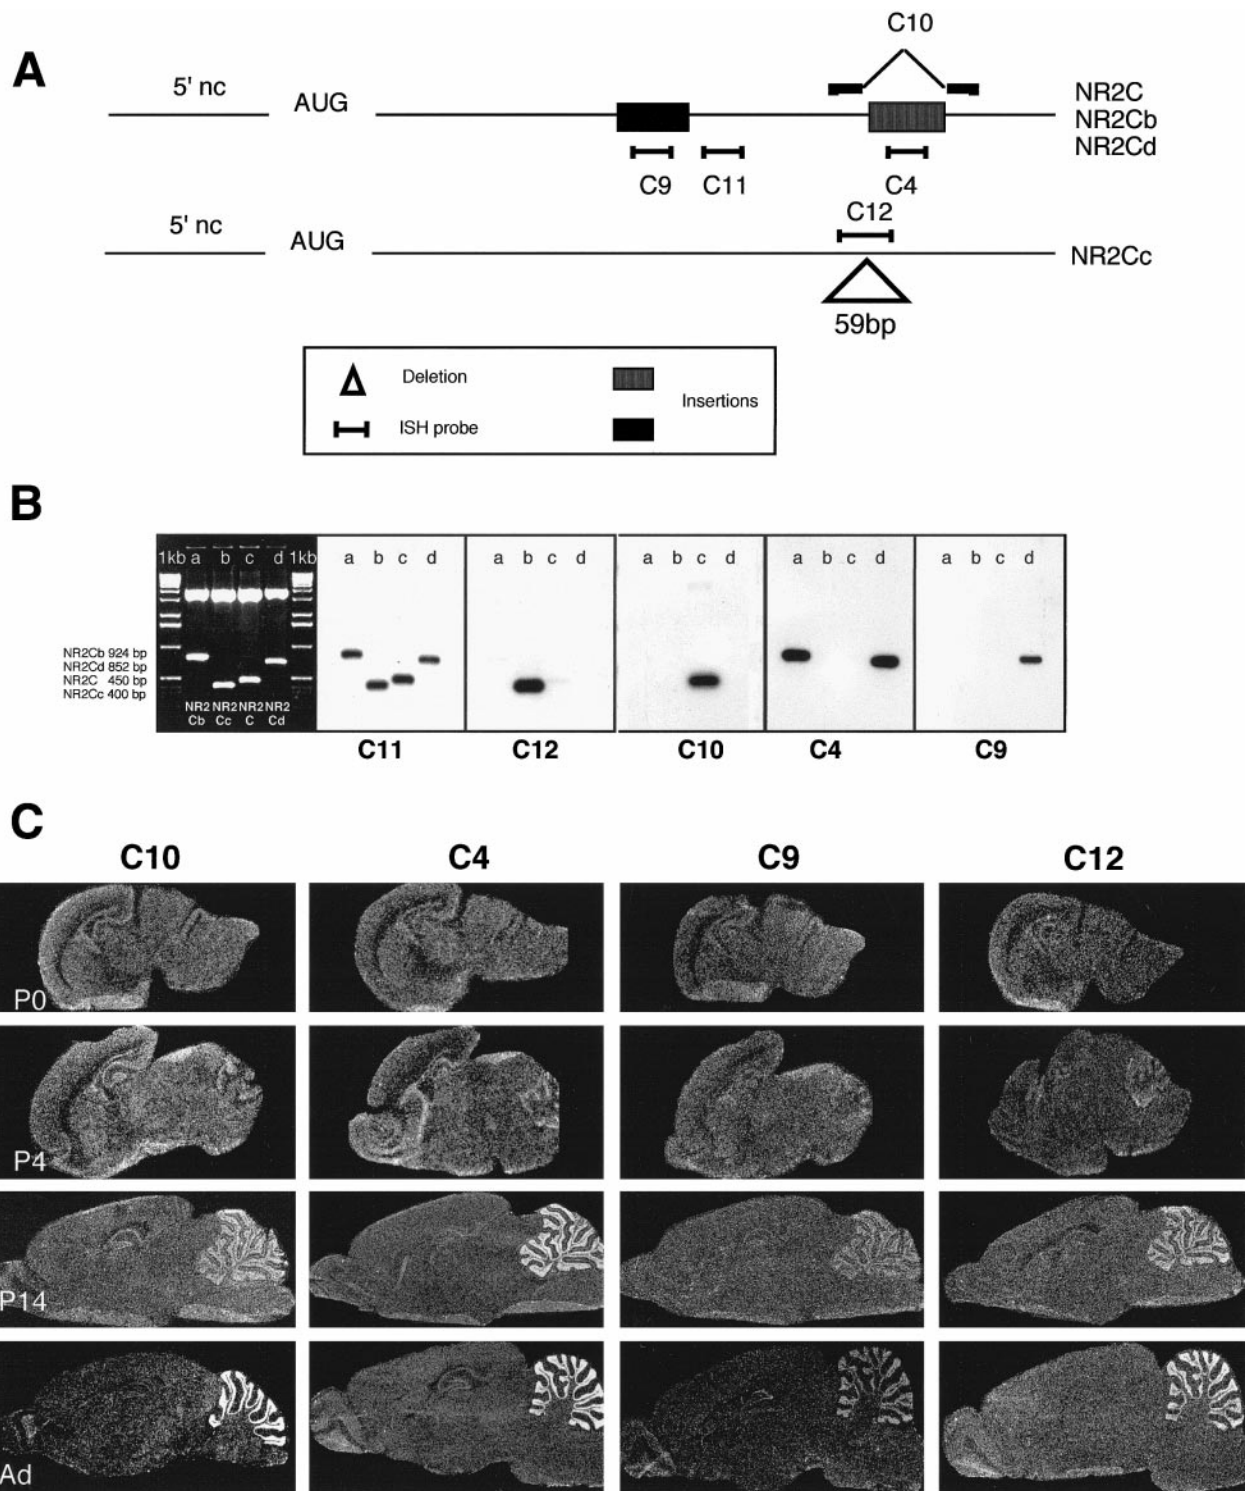 A
C10
5' nc
AUG
NR2C
NR2Cb
NR2Cd
C9
C11
C4
C12
5' nc
AUG
NR2Cc
59bp
Deletion
Insertions
ISH probe
B
1kb a b c d 1kb
a b c d
a b c d
a b c d
a b c d
a b c d
NR2Cb 924 bp
NR2Cd 852 bp
NR2C 450 bp
NR2Cc 400 bp
NR2 NR2 NR2 NR2
Cb Cc C Cd
C11
C12
C10
C4
C9
C
C10
C4
C9
C12
P0
P4
P14
Ad